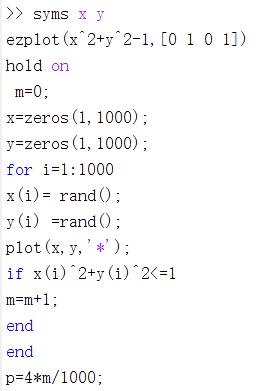 >> syms x y
ezplot(x^2+y^2-1,[0 1 0 1])
hold on
m=0;
x=zeros(1,1000);
y=zeros(1,1000);
for i=1:1000
x(i)= rand();
y(i) =rand();
plot(x,y,'*');
if x(i)^2+y(i)^2<=1
m=m+1;
end
end
p=4*m/1000;